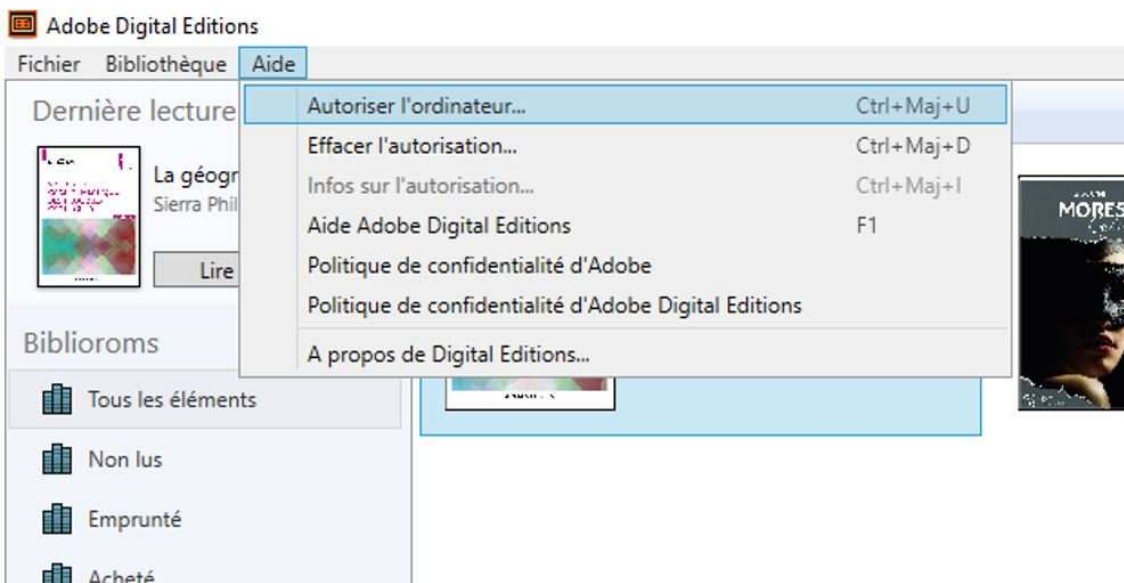 Adobe Digital Editions
Fichier Bibliothèque Aide
Dernière lecture
La géogr
Sierra Phil
Lire
Autoriser l'ordinateur... Ctrl+Maj+U
Effacer l'autorisation... Ctrl+Maj+D
Infos sur l'autorisation... Ctrl+Maj+I
Aide Adobe Digital Editions F1
Politique de confidentialité d'Adobe
Politique de confidentialité d'Adobe Digital Editions
A propos de Digital Editions...
MORES
Biblioroms
Tous les éléments
Non lus
Emprunté
Acheté